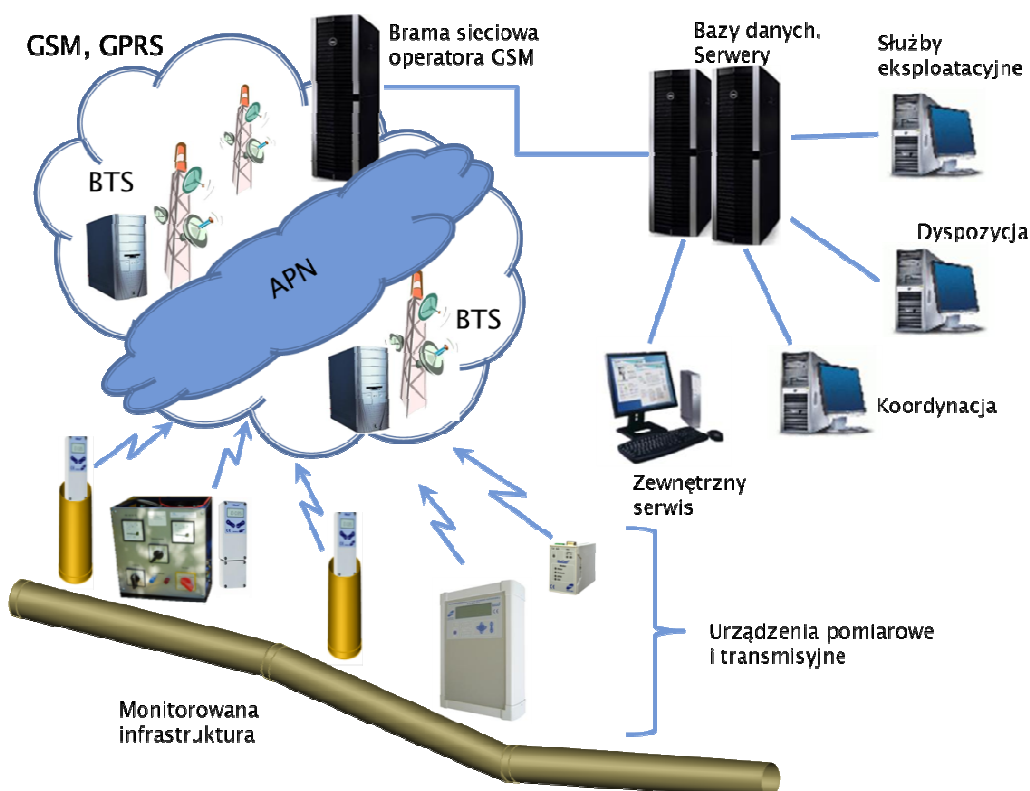 GSM, GPRS
Brama sieciowa
operatora GSM
Bazy danych,
Serwery
Służby
eksploatacyjne
BTS
Dyspozycja
APN
BTS
Koordynacja
Zewnętrzny
serwis
Urządzenia pomiarowe
i transmisyjne
Monitorowana
infrastruktura